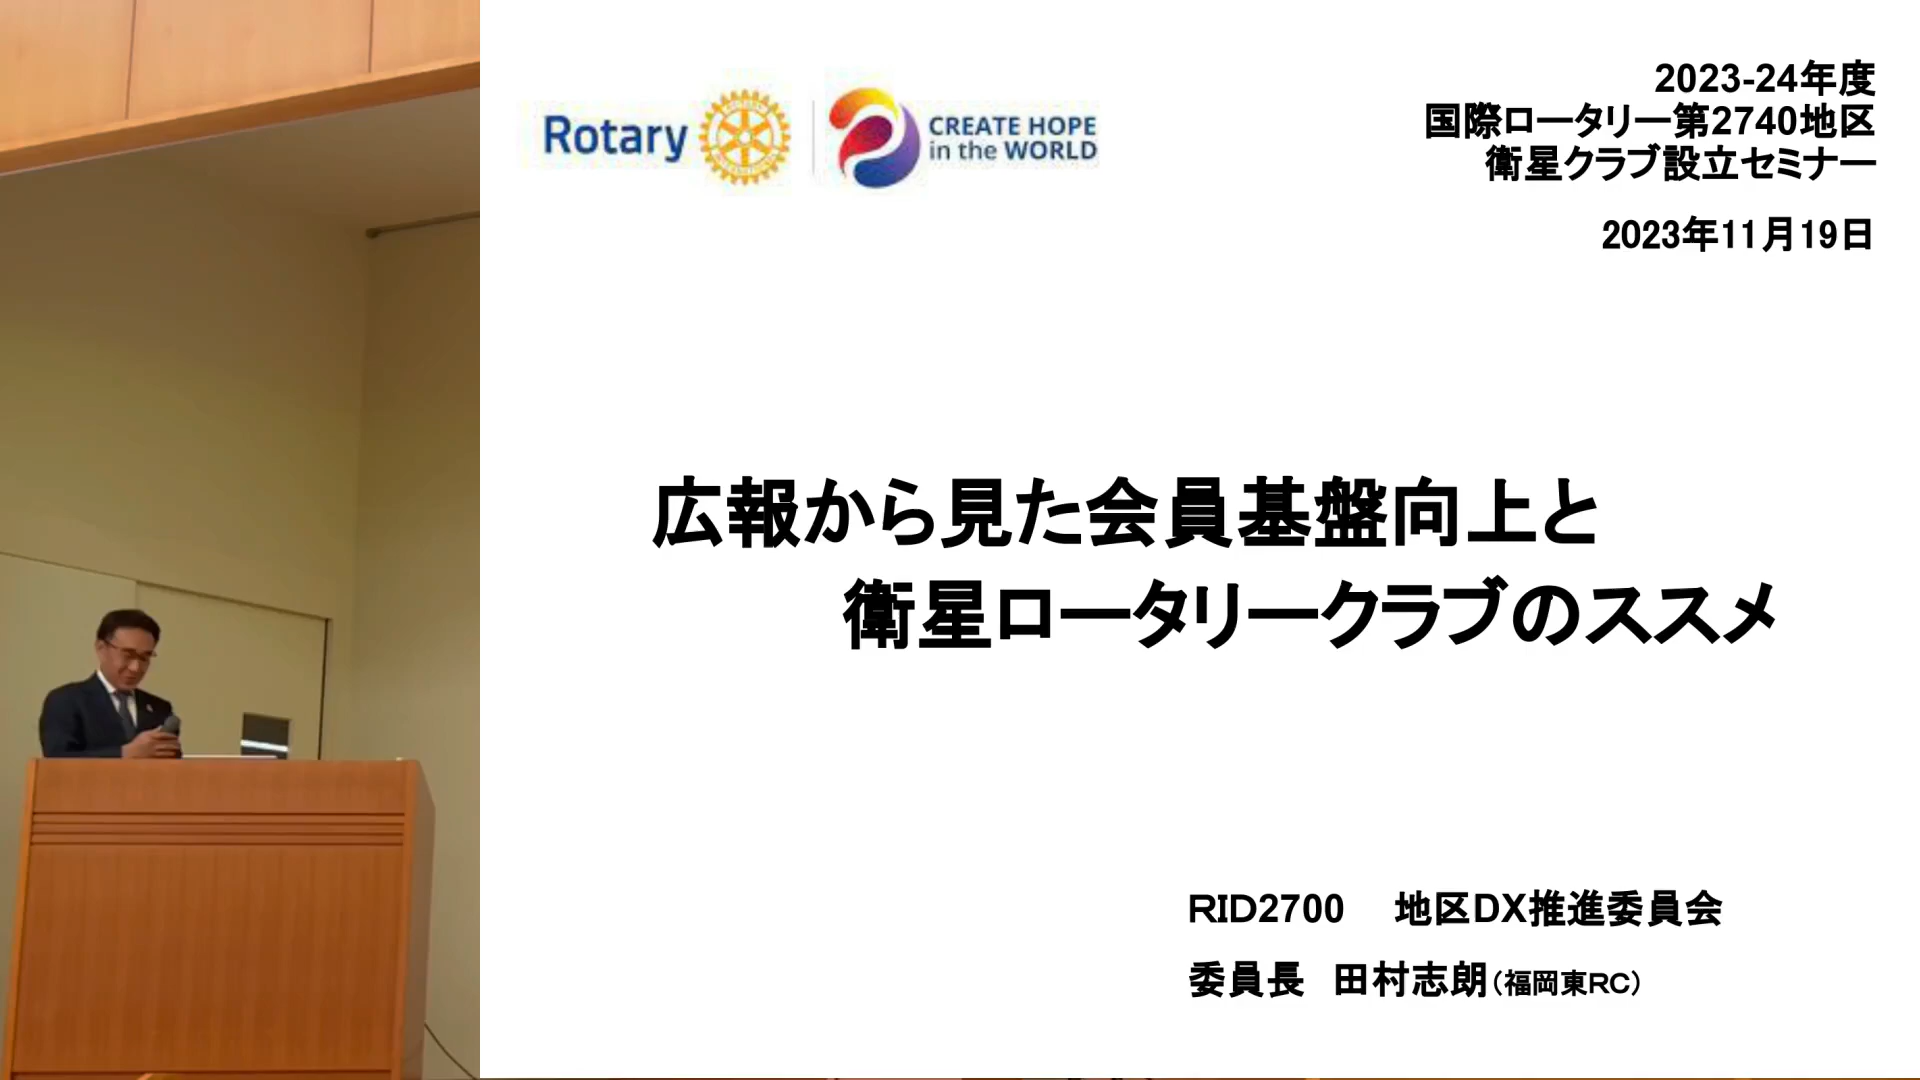 Rotary
CREATE HOPE
in the WORLD
2023-24年度
国際ロータリー第2740地区
衛星クラブ設立セミナー
2023年11月19日
広報から見た会員基盤向上と
衛星ロータリークラブのススメ
RID2700 地区DX推進委員会
委員長 田村志朗（福岡東RC）